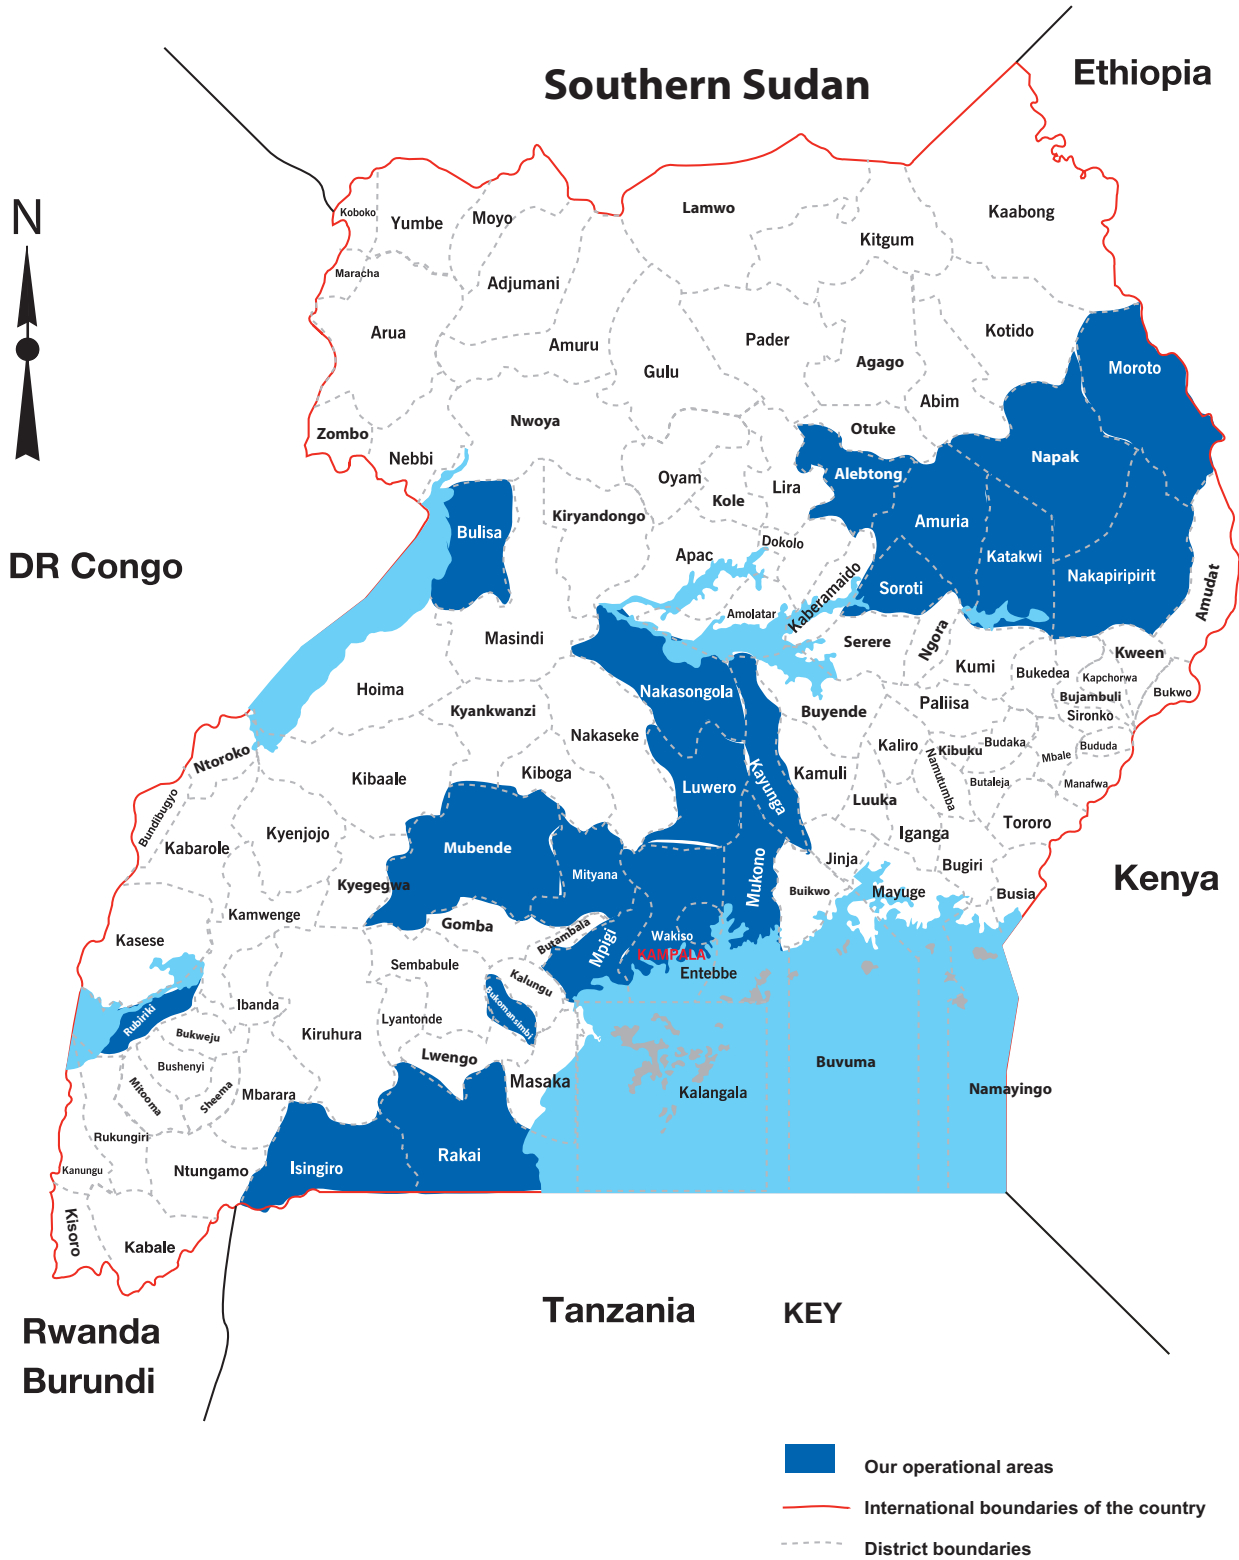 Southern Sudan
Ethiopia
N
Koboko
Yumbe
Moyo
Lamwo
Kaabong
Kitgum
Maracha
Adjumani
Arua
Amuru
Pader
Kotido
Gulu
Agago
Moroto
Abim
Nwoya
Zombo
Otuke
Nebbi
Napak
Oyam
Alebtong
Lira
Kole
Kiryandongo
Amuria
Bulisa
Dokolo
Apac
Katakwi
DR Congo
Nakapiripirit
Soroti
Kaberamaido
Amudat
Amolatar
Masindi
Serere
Ngora
Kween
Kumi
Bukedea
Kapchorwa
Hoima
Nakasongola
Bujambuli
Bukwo
Kyankwanzi
Buyende
Paliisa
Sironko
Nakaseke
Kaliro
Kibuku
Budaka
Bududa
Ntoroko
Mbale
Kibaale
Kiboga
Kamuli
Namutumba
Butaleja
Manafwa
Luwero
Kayunga
Luuka
Bundibugyo
Kyenjojo
Iganga
Tororo
Kabarole
Mubende
Jinja
Bugiri
Mityana
Kenya
Kyegegwa
Mukono
Buikwo
Mayuge
Busia
Kamwenge
Gomba
Butambala
Wakiso
Kasese
Mpigi
KAMPALA
Sembabule
Entebbe
Kalungu
Ibanda
Bukomansimbi
Rubiriki
Lyantonde
Bukweju
Kiruhura
Lwengo
Bushenyi
Buvuma
Masaka
Mitooma
Sheema
Mbarara
Kalangala
Namayingo
Rukungiri
Rakai
Kanungu
Ntungamo
Isingiro
Kisoro
Kabale
Tanzania
KEY
Rwanda
Burundi
Our operational areas
International boundaries of the country
District boundaries